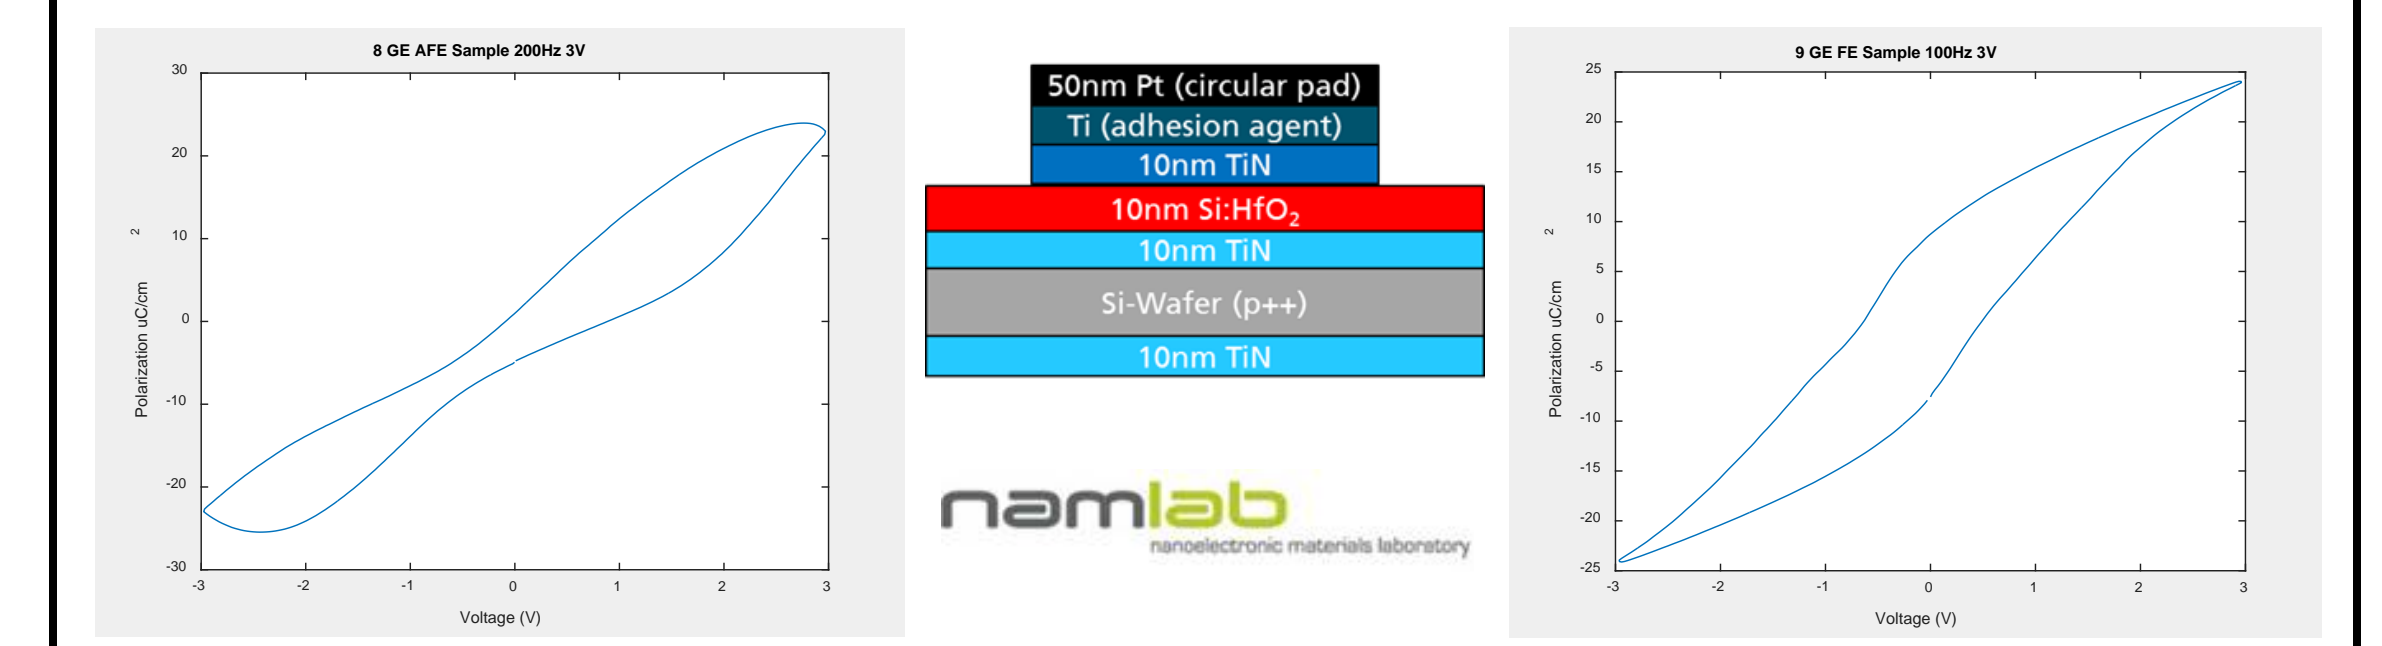 8 GE AFE Sample 200Hz 3V
30
20
10
0
-10
-20
-30
-3
-2
-1
0
1
2
3
Voltage (V)
Polarization uC/cm
2
50nm Pt (circular pad)
Ti (adhesion agent)
10nm TiN
10nm Si:HfO2
10nm TiN
Si-Wafer (p++)
10nm TiN
namlab
nanoelectronic materials laboratory
9 GE FE Sample 100Hz 3V
25
20
15
10
5
0
-5
-10
-15
-20
-25
-3
-2
-1
0
1
2
3
Voltage (V)
Polarization uC/cm
2